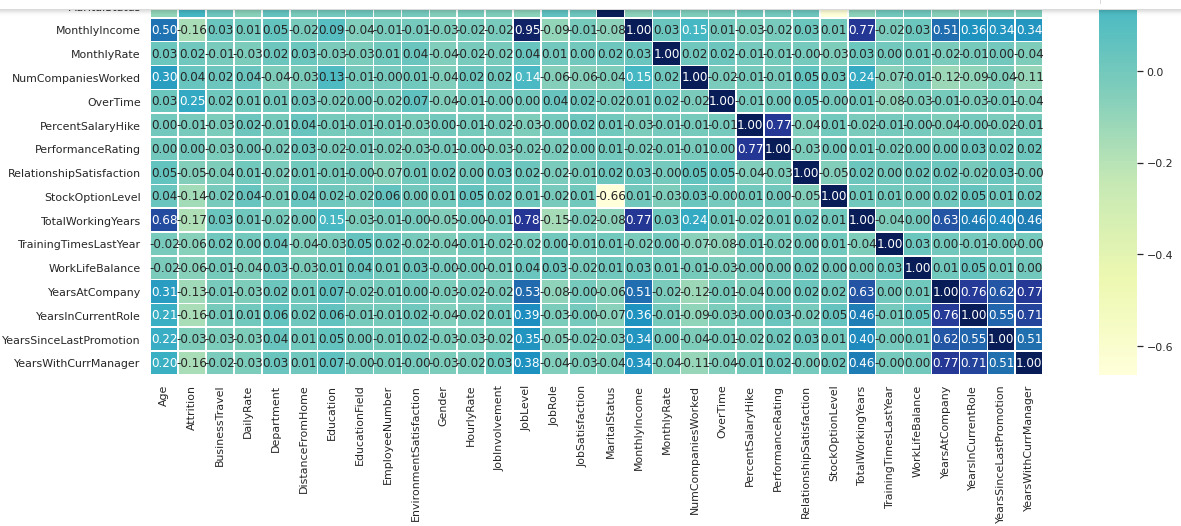 MaritalStatus
MonthlyIncome 0.50 -0.16 0.03 0.01 0.05 -0.02 0.09 -0.04 -0.01 -0.01 -0.03 -0.02 -0.02 0.95 -0.09 -0.01 -0.08 1.00 0.03 0.15 0.01 -0.03 -0.02 0.03 0.01 0.77 -0.02 0.03 0.51 0.36 0.34 0.34
MonthlyRate 0.03 0.02 -0.01 -0.03 0.02 0.03 -0.03 -0.03 0.01 0.04 -0.04 -0.02 -0.02 0.04 0.01 0.00 0.02 0.03 1.00 0.02 0.02 -0.01 -0.01 -0.00 -0.03 0.03 0.00 0.01 -0.02 -0.01 0.00 -0.04
NumCompaniesWorked 0.30 0.04 0.02 0.04 -0.04 -0.03 0.13 -0.01 -0.00 0.01 -0.04 0.02 0.02 0.14 -0.06 -0.06 -0.04 0.15 0.02 1.00 -0.02 -0.01 -0.01 0.05 0.03 0.24 -0.07 -0.01 -0.12 -0.09 -0.04 -0.11
OverTime 0.03 0.25 0.02 0.01 0.01 0.03 -0.02 0.00 -0.02 0.07 -0.04 -0.01 -0.00 0.00 0.04 0.02 -0.02 0.01 0.02 -0.02 1.00 -0.01 0.00 0.05 -0.00 0.01 -0.08 -0.03 -0.01 -0.03 -0.01 -0.04
PercentSalaryHike 0.00 -0.01 -0.03 0.02 -0.01 0.04 -0.01 -0.01 -0.01 -0.03 0.00 -0.01 -0.02 -0.03 -0.00 0.02 0.01 -0.03 -0.01 -0.01 -0.01 1.00 0.77 -0.04 0.01 -0.02 -0.01 -0.00 -0.04 -0.00 -0.02 -0.01
PerformanceRating 0.00 0.00 -0.03 0.00 -0.02 0.03 -0.02 -0.01 -0.02 -0.03 -0.01 -0.00 -0.03 -0.02 -0.00 0.00 0.01 -0.02 -0.01 -0.01 0.00 0.77 1.00 -0.03 0.00 0.01 -0.02 0.00 0.00 0.03 0.02 0.02
RelationshipSatisfaction 0.05 -0.05 -0.04 0.01 -0.02 0.01 -0.01 -0.00 -0.07 0.01 0.02 0.00 0.03 0.02 -0.02 -0.01 0.02 0.03 -0.00 0.05 0.05 -0.04 -0.03 1.00 -0.05 0.02 0.00 0.02 0.02 -0.02 0.03 -0.00
StockOptionLevel 0.04 -0.14 -0.02 0.04 -0.01 0.04 0.02 -0.02 0.06 0.00 0.01 0.05 0.02 0.01 -0.02 0.01 -0.66 0.01 -0.03 0.03 -0.00 0.01 0.00 -0.05 1.00 0.01 0.01 0.00 0.02 0.05 0.01 0.02
TotalWorkingYears 0.68 -0.17 0.03 0.01 -0.02 0.00 0.15 -0.03 -0.01 -0.00 -0.05 -0.00 -0.01 0.78 -0.15 -0.02 -0.08 0.77 0.03 0.24 0.01 -0.02 0.01 0.02 0.01 1.00 -0.04 0.00 0.63 0.46 0.40 0.46
TrainingTimesLastYear -0.02 -0.06 0.02 0.00 0.04 -0.04 -0.03 0.05 0.02 -0.02 -0.04 -0.01 -0.02 -0.02 0.00 -0.01 0.01 -0.02 0.00 -0.07 -0.08 -0.01 -0.02 0.00 0.01 -0.04 1.00 0.03 0.00 -0.01 -0.00 -0.00
WorkLifeBalance -0.02 -0.06 -0.01 -0.04 0.03 -0.03 0.01 0.04 0.01 0.03 -0.00 -0.00 -0.01 0.04 0.03 -0.02 0.01 0.03 0.01 -0.01 -0.03 -0.00 0.00 0.02 0.00 0.00 0.03 1.00 0.01 0.05 0.01 0.00
YearsAtCompany 0.31 -0.13 -0.01 -0.03 0.02 0.01 0.07 -0.02 -0.01 0.00 -0.03 -0.02 -0.02 0.53 -0.08 -0.00 -0.06 0.51 -0.02 -0.12 -0.01 -0.04 0.00 0.02 0.02 0.63 0.00 0.01 1.00 0.76 0.62 0.77
YearsInCurrentRole 0.21 -0.16 -0.01 0.01 0.06 0.02 0.06 -0.01 -0.01 0.02 -0.04 -0.02 0.01 0.39 -0.03 -0.00 -0.07 0.36 -0.01 -0.09 -0.03 -0.00 0.03 -0.02 0.05 0.46 -0.01 0.05 0.76 1.00 0.55 0.71
YearsSinceLastPromotion 0.22 -0.03 -0.03 -0.03 0.04 0.01 0.05 0.00 -0.01 0.02 -0.03 -0.03 -0.02 0.35 -0.05 -0.02 -0.03 0.34 0.00 -0.04 -0.01 -0.02 0.02 0.03 0.01 0.40 -0.00 0.01 0.62 0.55 1.00 0.51
YearsWithCurrManager 0.20 -0.16 -0.02 -0.03 0.03 0.01 0.07 -0.00 -0.01 -0.00 -0.03 -0.02 0.03 0.38 -0.04 -0.03 -0.04 0.34 -0.04 -0.11 -0.04 -0.01 0.02 -0.00 0.02 0.46 -0.00 0.00 0.77 0.71 0.51 1.00
Age
Attrition
BusinessTravel
DailyRate
Department
DistanceFromHome
Education
EducationField
EmployeeNumber
EnvironmentSatisfaction
Gender
HourlyRate
JobInvolvement
JobLevel
JobRole
JobSatisfaction
MaritalStatus
MonthlyIncome
MonthlyRate
NumCompaniesWorked
OverTime
PercentSalaryHike
PerformanceRating
RelationshipSatisfaction
StockOptionLevel
TotalWorkingYears
TrainingTimesLastYear
WorkLifeBalance
YearsAtCompany
YearsInCurrentRole
YearsSinceLastPromotion
YearsWithCurrManager
0.0
−0.2
−0.4
−0.6